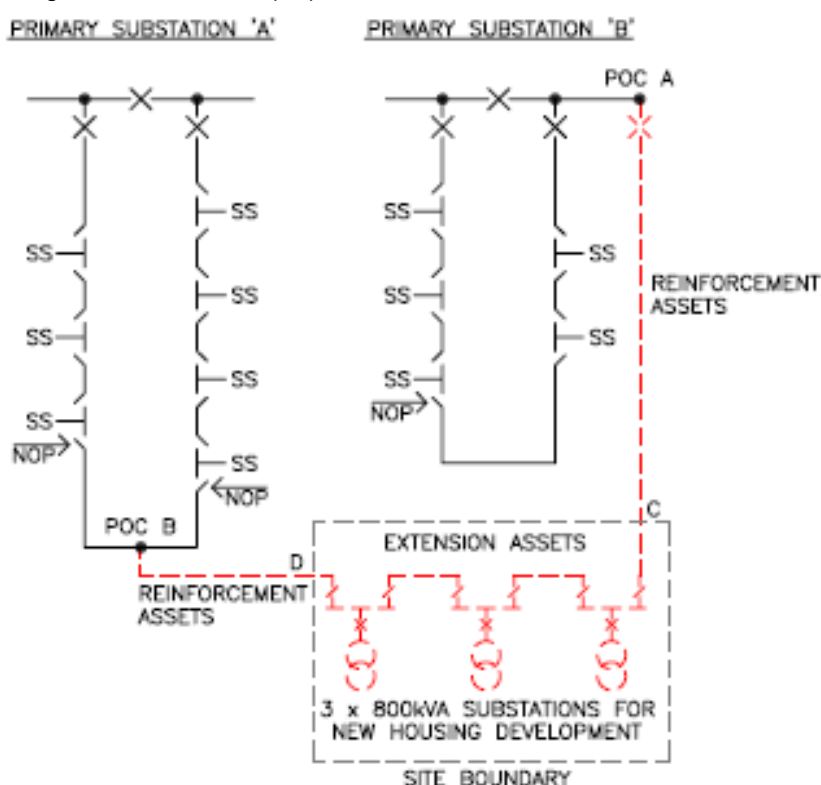 PRIMARY SUBSTATION 'A'
PRIMARY SUBSTATION 'B'
POC A
SS
SS
SS
SS
SS
SS
SS
SS
SS
SS
SS
SS
NOP
NOP
NOP
REINFORCEMENT
ASSETS
POC B
C
D
EXTENSION ASSETS
REINFORCEMENT
ASSETS
3 x 800kVA SUBSTATIONS FOR
NEW HOUSING DEVELOPMENT
SITE BOUNDARY